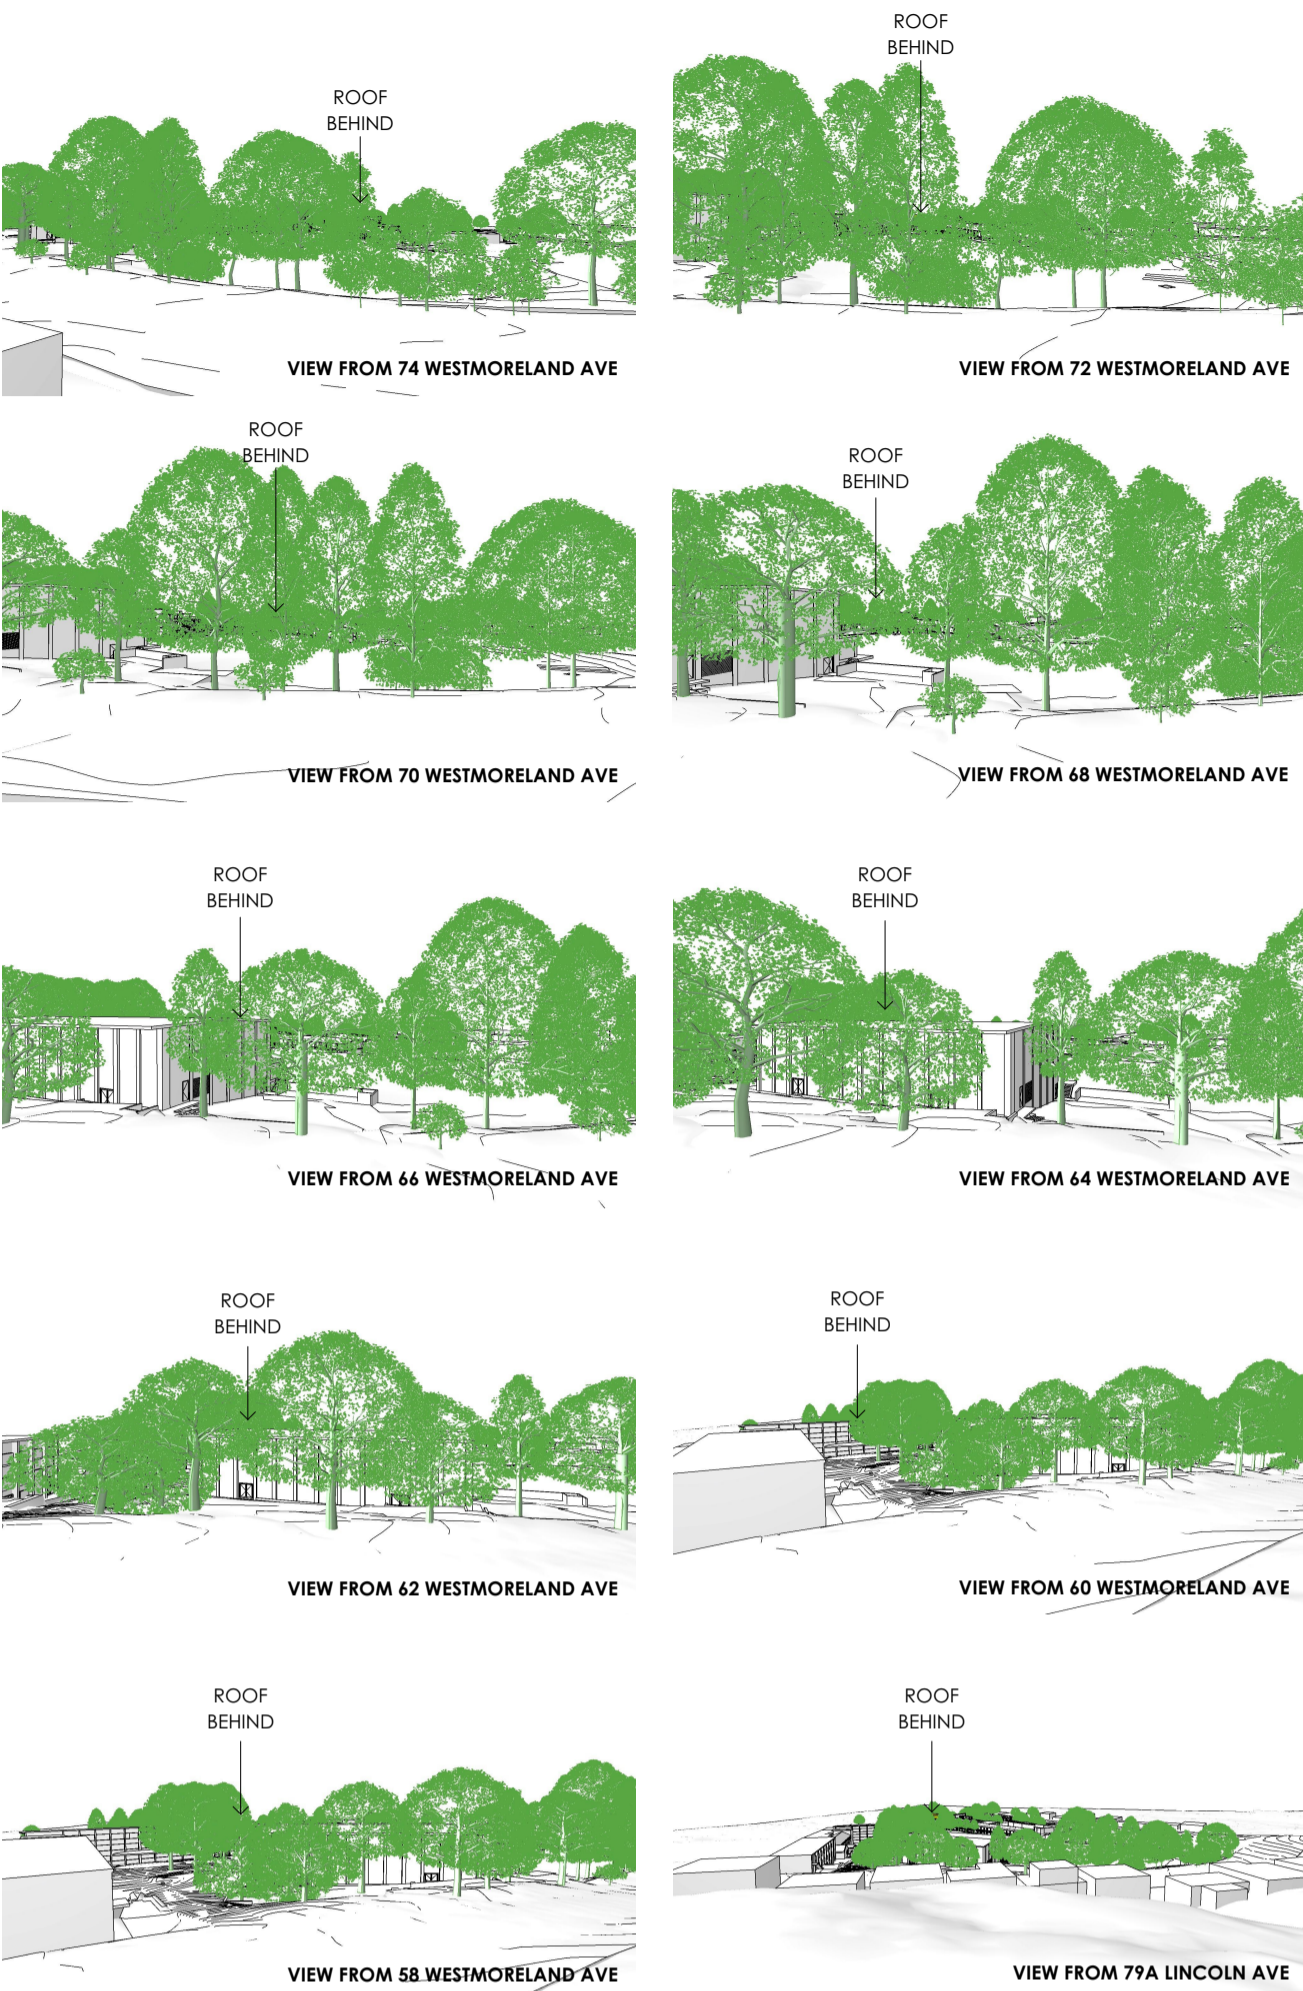 ROOF
BEHIND
VIEW FROM 74 WESTMORELAND AVE
ROOF
BEHIND
VIEW FROM 72 WESTMORELAND AVE
ROOF
BEHIND
VIEW FROM 70 WESTMORELAND AVE
ROOF
BEHIND
VIEW FROM 68 WESTMORELAND AVE
ROOF
BEHIND
VIEW FROM 66 WESTMORELAND AVE
ROOF
BEHIND
VIEW FROM 64 WESTMORELAND AVE
ROOF
BEHIND
VIEW FROM 62 WESTMORELAND AVE
ROOF
BEHIND
VIEW FROM 60 WESTMORELAND AVE
ROOF
BEHIND
VIEW FROM 58 WESTMORELAND AVE
ROOF
BEHIND
VIEW FROM 79A LINCOLN AVE